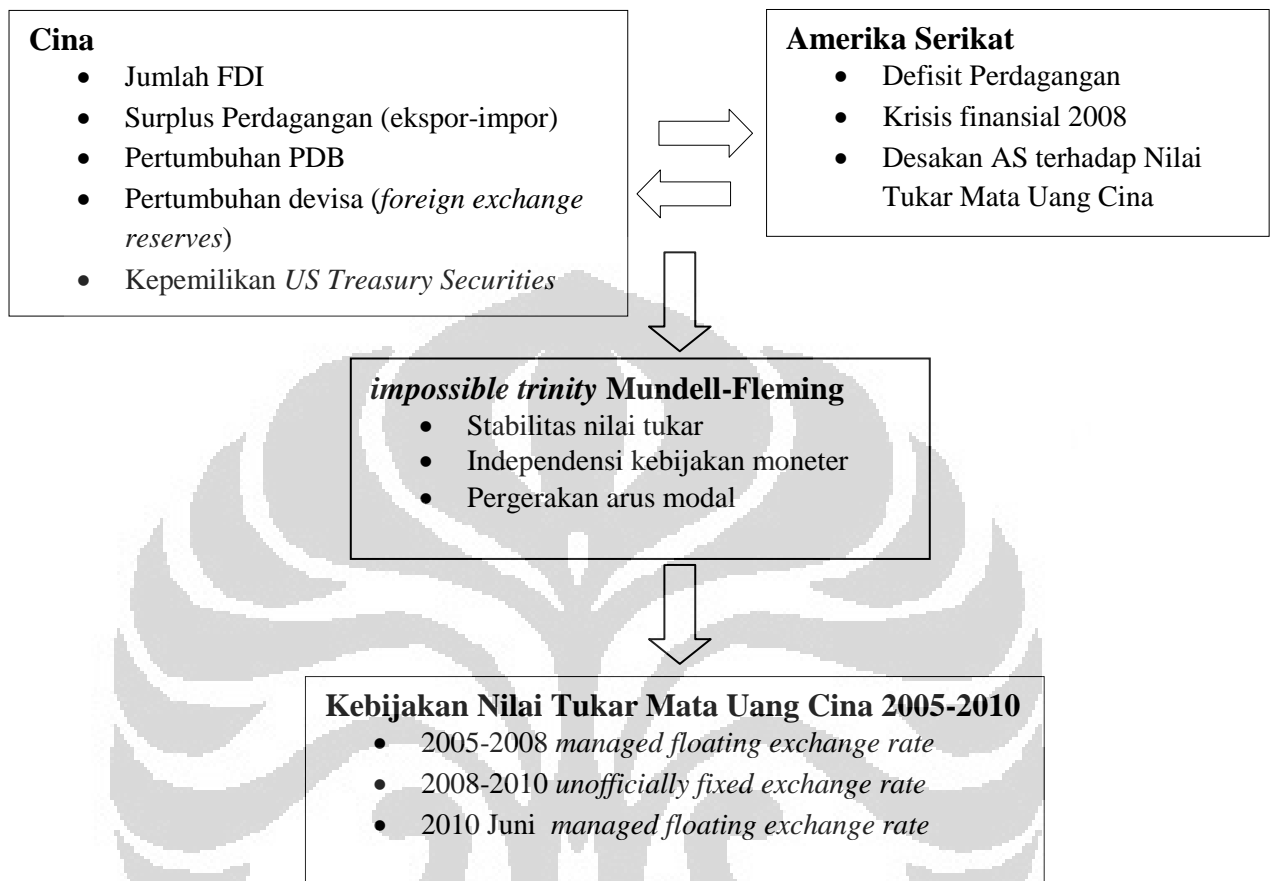 Cina
• Jumlah FDI
• Surplus Perdagangan (ekspor-impor)
• Pertumbuhan PDB
• Pertumbuhan devisa (foreign exchange
reserves)
• Kepemilikan US Treasury Securities
Amerika Serikat
• Defisit Perdagangan
• Krisis finansial 2008
• Desakan AS terhadap Nilai
Tukar Mata Uang Cina
impossible trinity Mundell-Fleming
• Stabilitas nilai tukar
• Independensi kebijakan moneter
• Pergerakan arus modal
Kebijakan Nilai Tukar Mata Uang Cina 2005-2010
• 2005-2008 managed floating exchange rate
• 2008-2010 unofficially fixed exchange rate
• 2010 Juni managed floating exchange rate